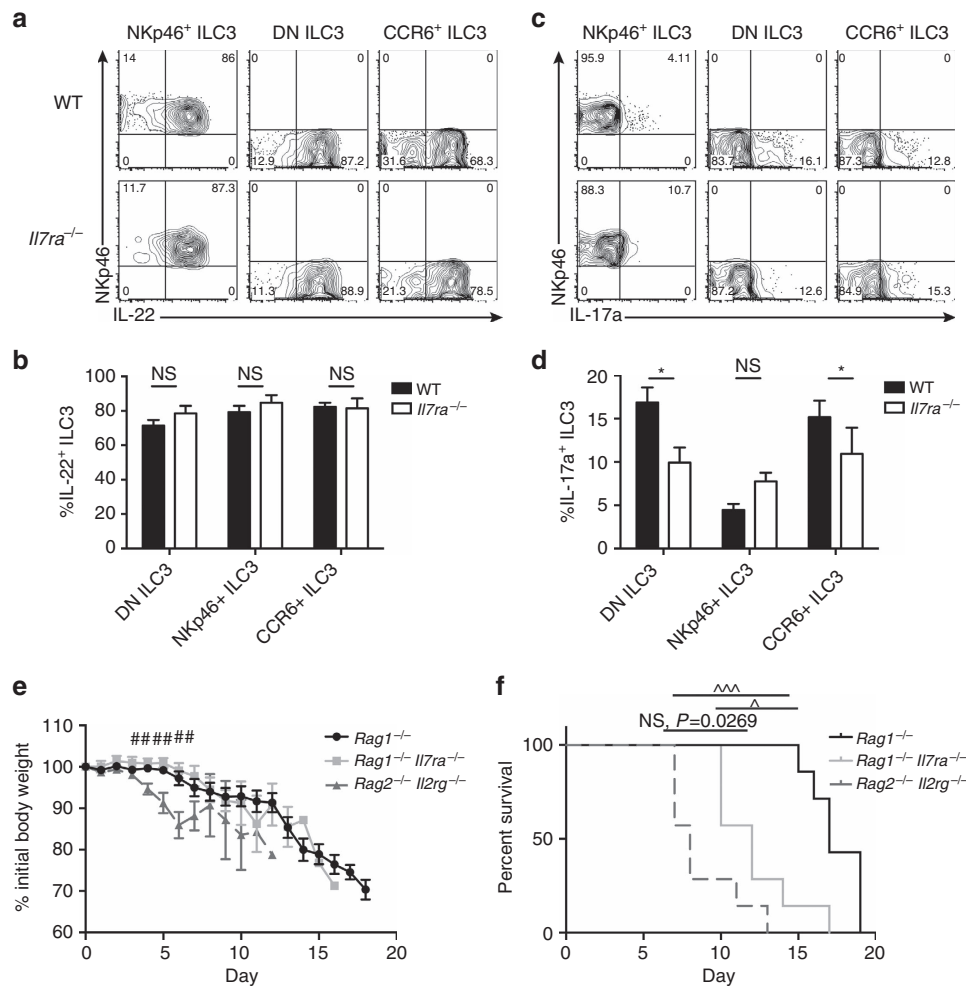 a
NKp46+ ILC3 DN ILC3 CCR6+ ILC3
WT
14 86 0 0 0 0
0 0 12.9 87.2 31.6 68.3
Il7ra–/–
11.7 87.3 0 0 0 0
0 0 11.3 88.9 21.3 78.5
NKp46
IL-22
c
NKp46+ ILC3 DN ILC3 CCR6+ ILC3
95.9 4.11 0 0 0 0
0 0 83.7 16.1 87.3 12.8
88.3 10.7 0 0 0 0
0 0 87.2 12.6 84.9 15.3
NKp46
IL-17a
b
NS NS NS
WT
Il7ra–/–
%IL-22+ ILC3
100
80
60
40
20
0
DN ILC3
NKp46+ ILC3
CCR6+ ILC3
d
* NS *
WT
Il7ra–/–
%IL-17a+ ILC3
20
15
10
5
0
DN ILC3
NKp46+ ILC3
CCR6+ ILC3
e
110
100
90
80
70
60
% initial body weight
#### ##
Rag1–/–
Rag1–/– Il7ra–/–
Rag2–/– Il2rg–/–
0 5 10 15 20
Day
f
^^^
^
NS, P=0.0269
Rag1–/–
Rag1–/– Il7ra–/–
Rag2–/– Il2rg–/–
Percent survival
100
50
0
0 5 10 15 20
Day